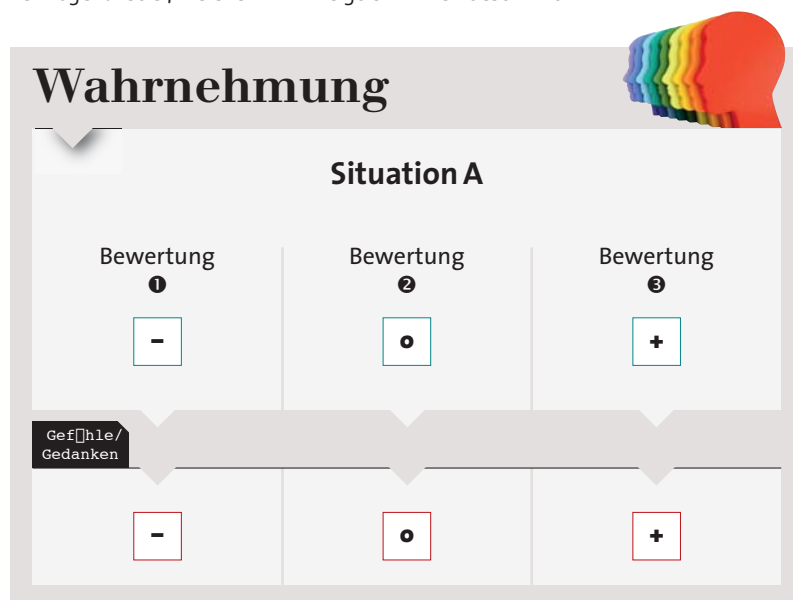 Wahrnehmung
Situation A
Bewertung Bewertung Bewertung
❶ ❷ ❸
– o +
Gef▯hle/
Gedanken
– o +